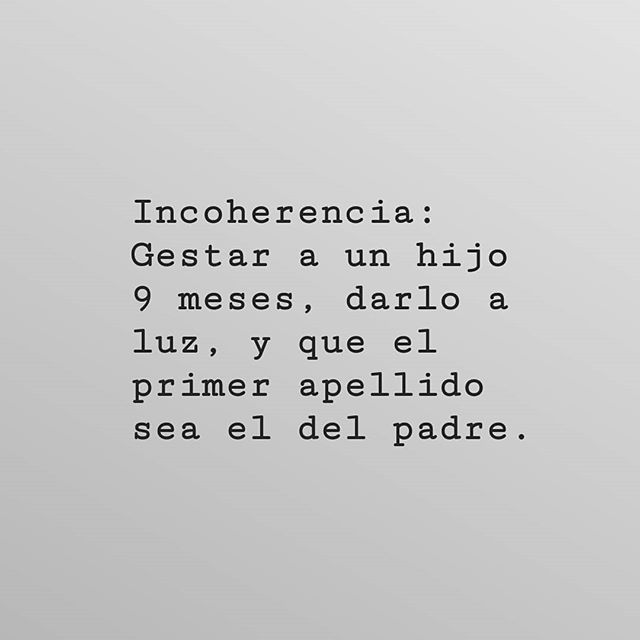 Incoherencia:
Gestar a un hijo
9 meses, darlo a
luz, y que el
primer apellido
sea el del padre.